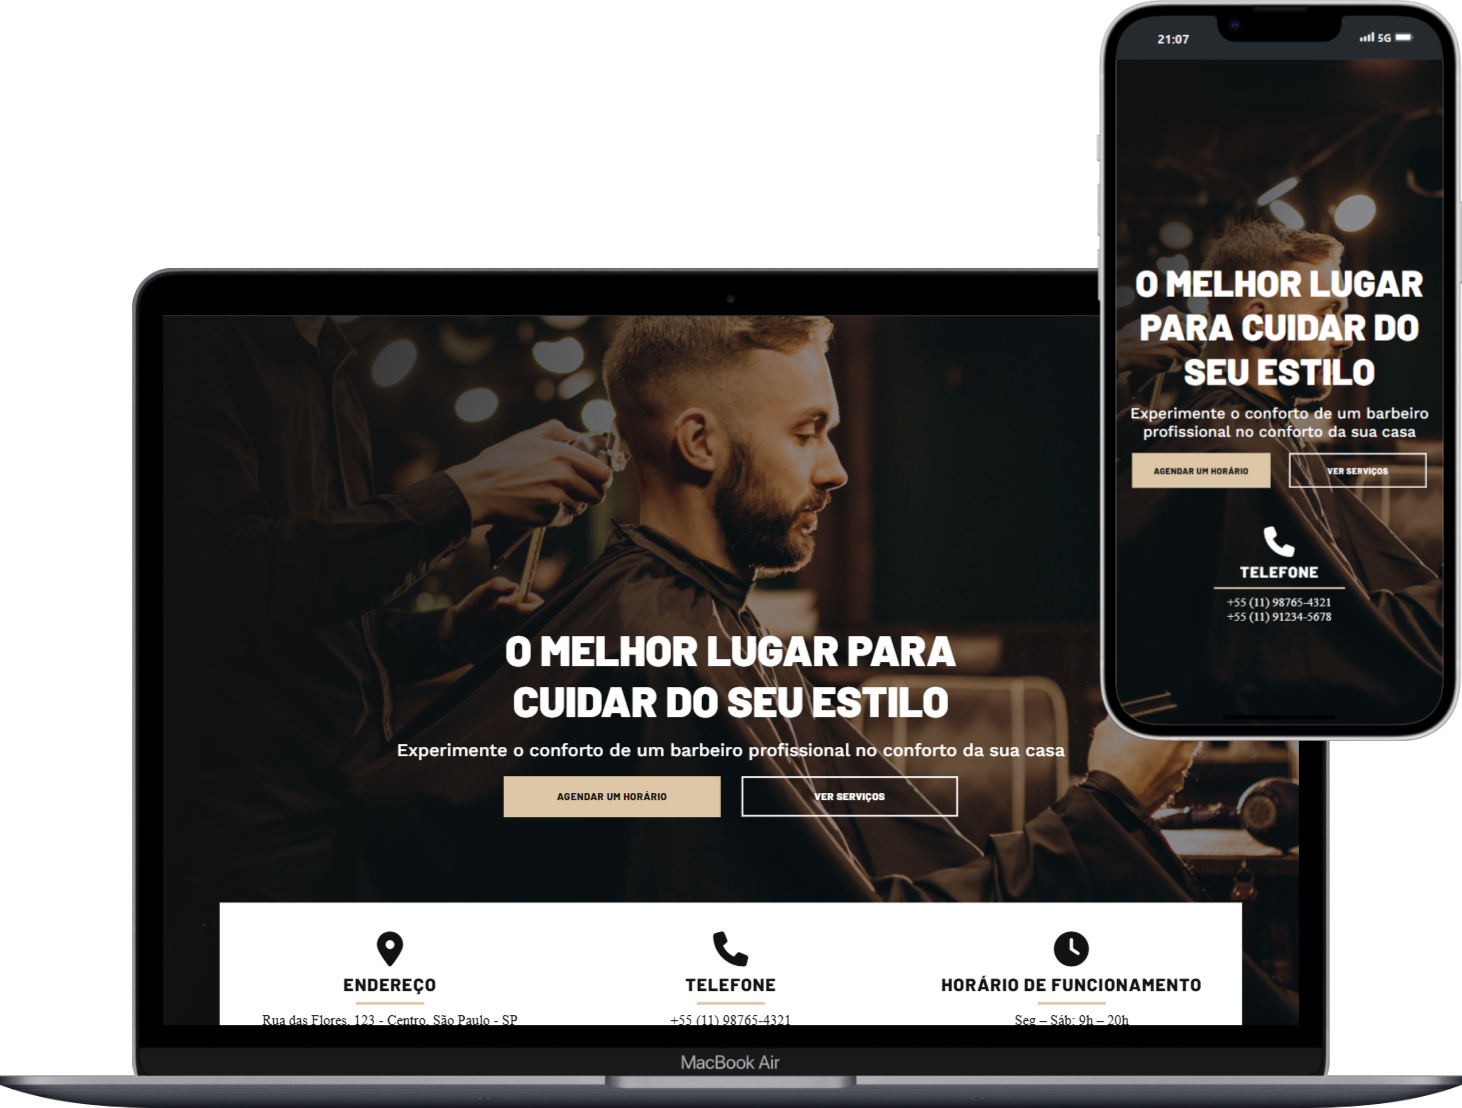 21:07
5G
O MELHOR LUGAR
PARA CUIDAR DO
SEU ESTILO
Experimente o conforto de um barbeiro
profissional no conforto da sua casa
AGENDAR UM HORÁRIO
VER SERVIÇOS
TELEFONE
+55 (11) 98765-4321
+55 (11) 91234-5678
O MELHOR LUGAR PARA
CUIDAR DO SEU ESTILO
Experimente o conforto de um barbeiro profissional no conforto da sua casa
AGENDAR UM HORÁRIO
VER SERVIÇOS
ENDEREÇO
Rua das Flores, 123 - Centro, São Paulo - SP
TELEFONE
+55 (11) 98765-4321
HORÁRIO DE FUNCIONAMENTO
Seg – Sáb: 9h – 20h
MacBook Air